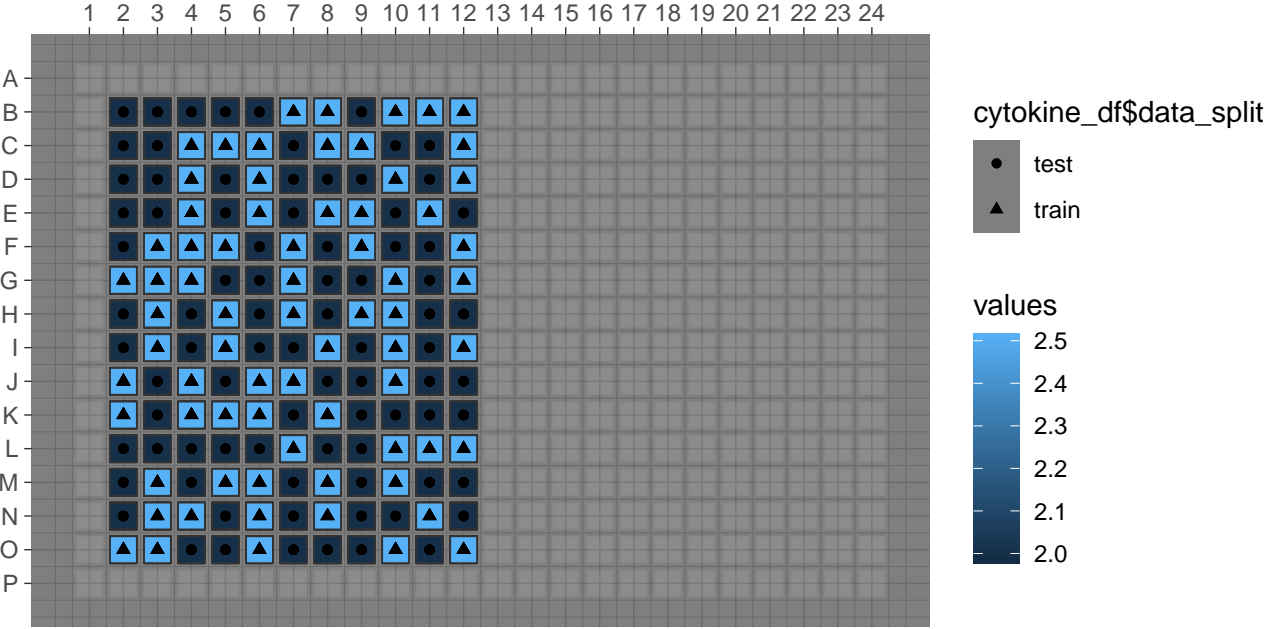 1 2 3 4 5 6 7 8 9 10 11 12 13 14 15 16 17 18 19 20 21 22 23 24
A
B
C
D
E
F
G
H
I
J
K
L
M
N
O
P
cytokine_df$data_split
test
train
values
2.5
2.4
2.3
2.2
2.1
2.0